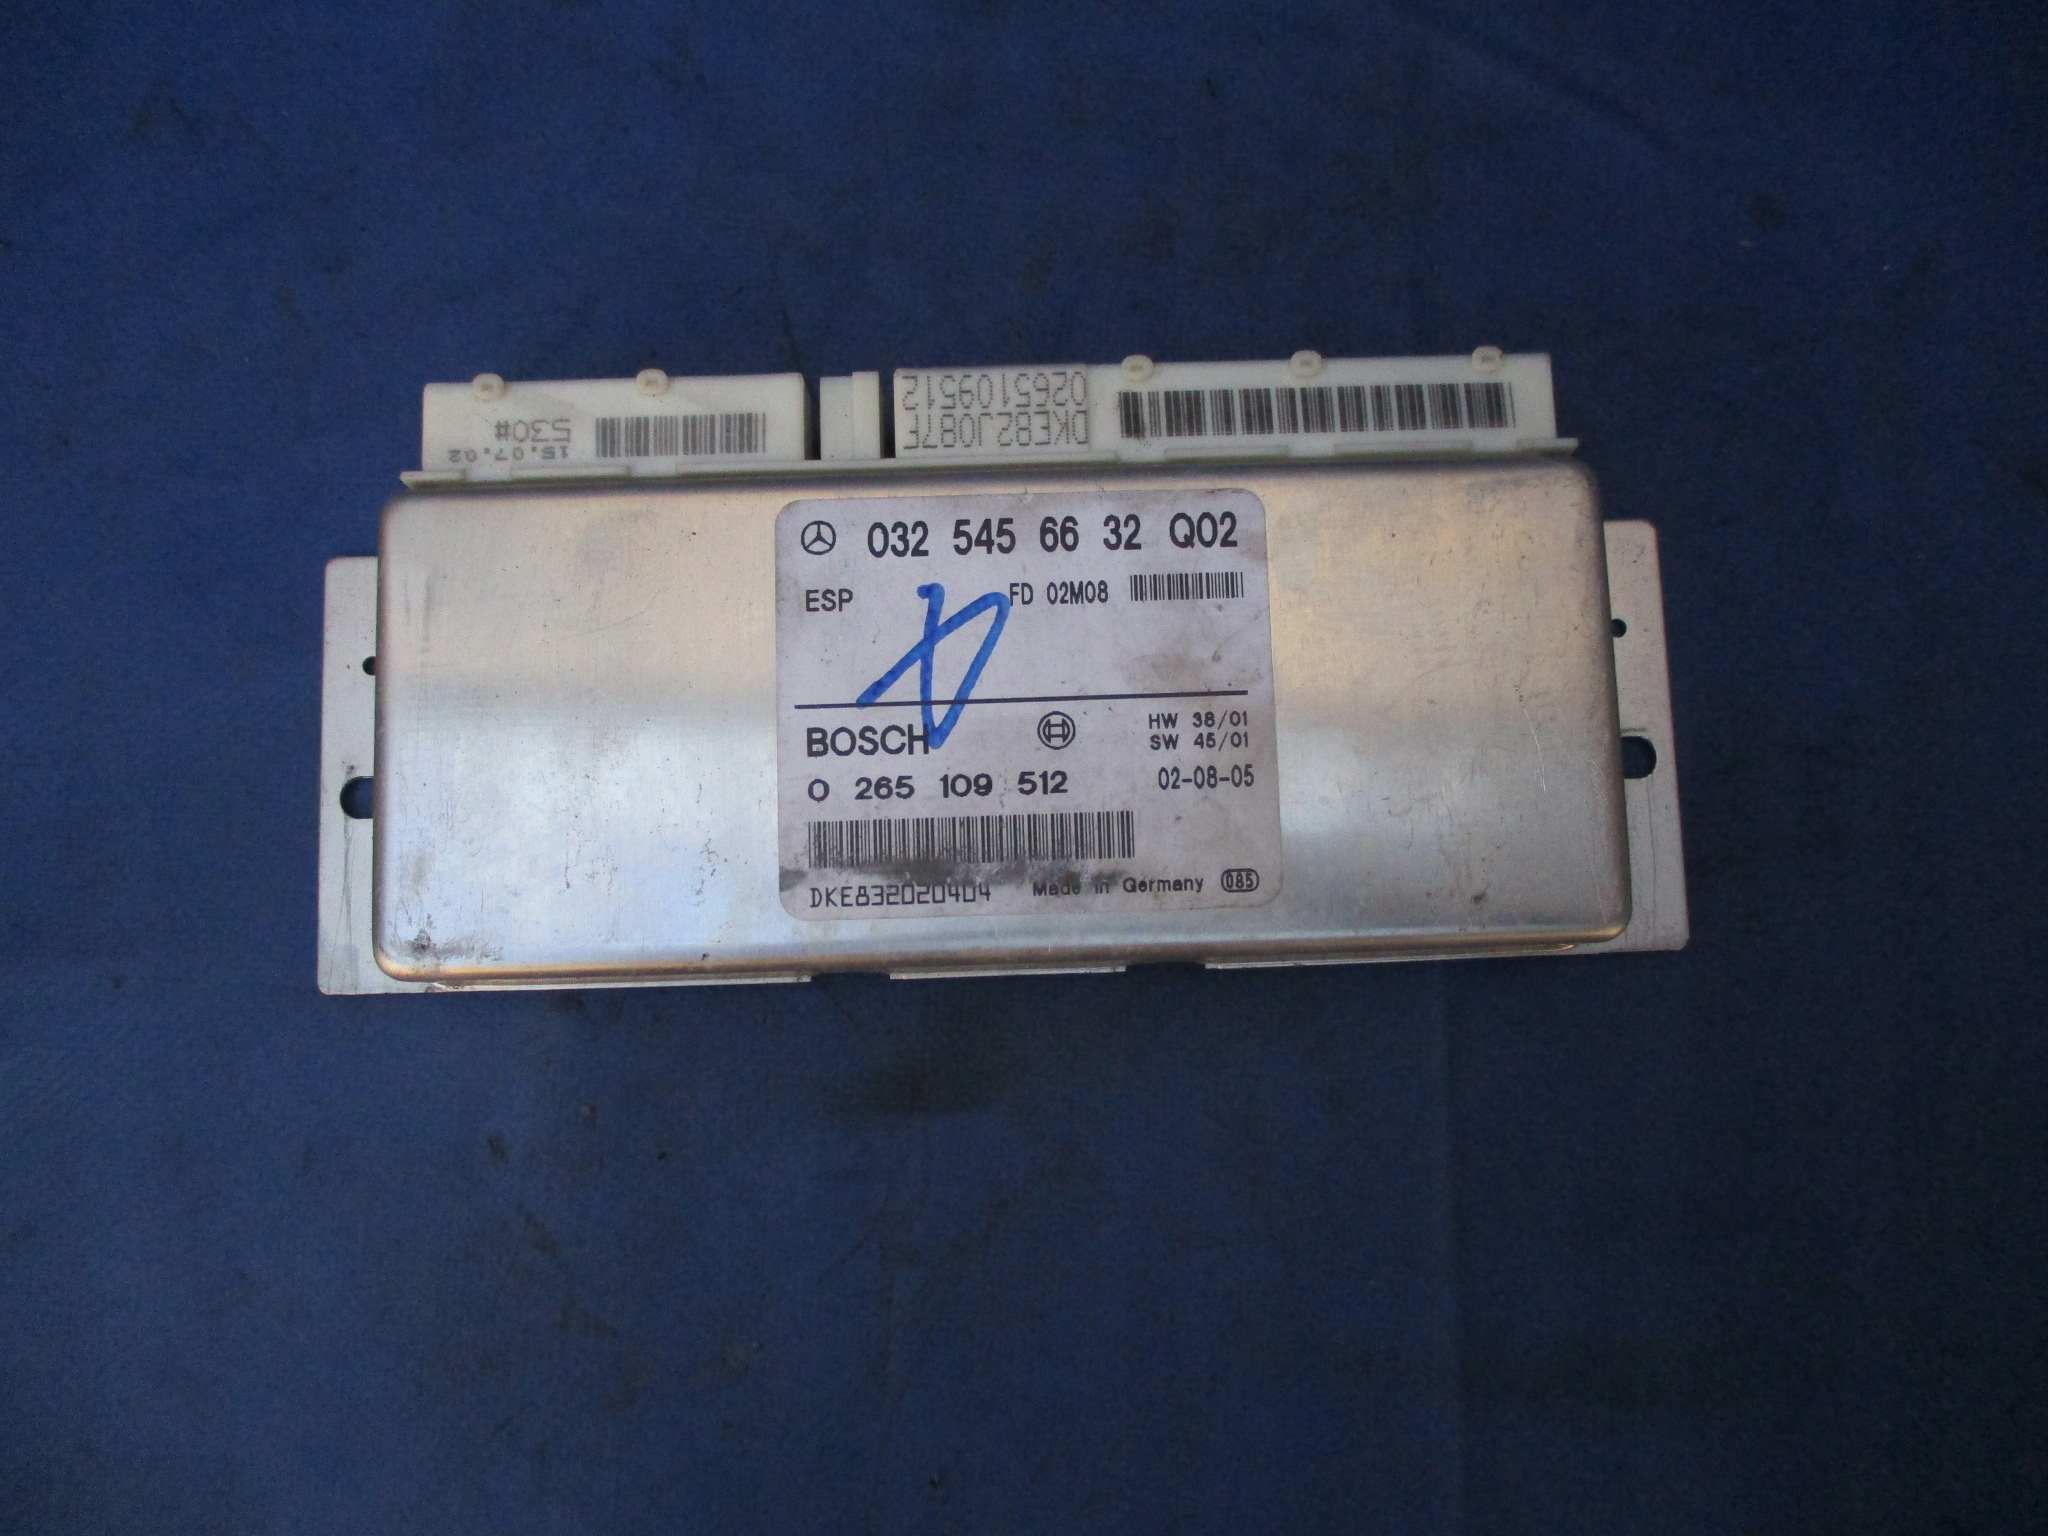 15.07.02
530#
DKE82J087F
0265109512
032 545 66 32 Q02
ESP FD 02M08
BOSCH
HW 38/01
SW 45/01
0 265 109 512 02-08-05
DKE832020404 Made in Germany 085